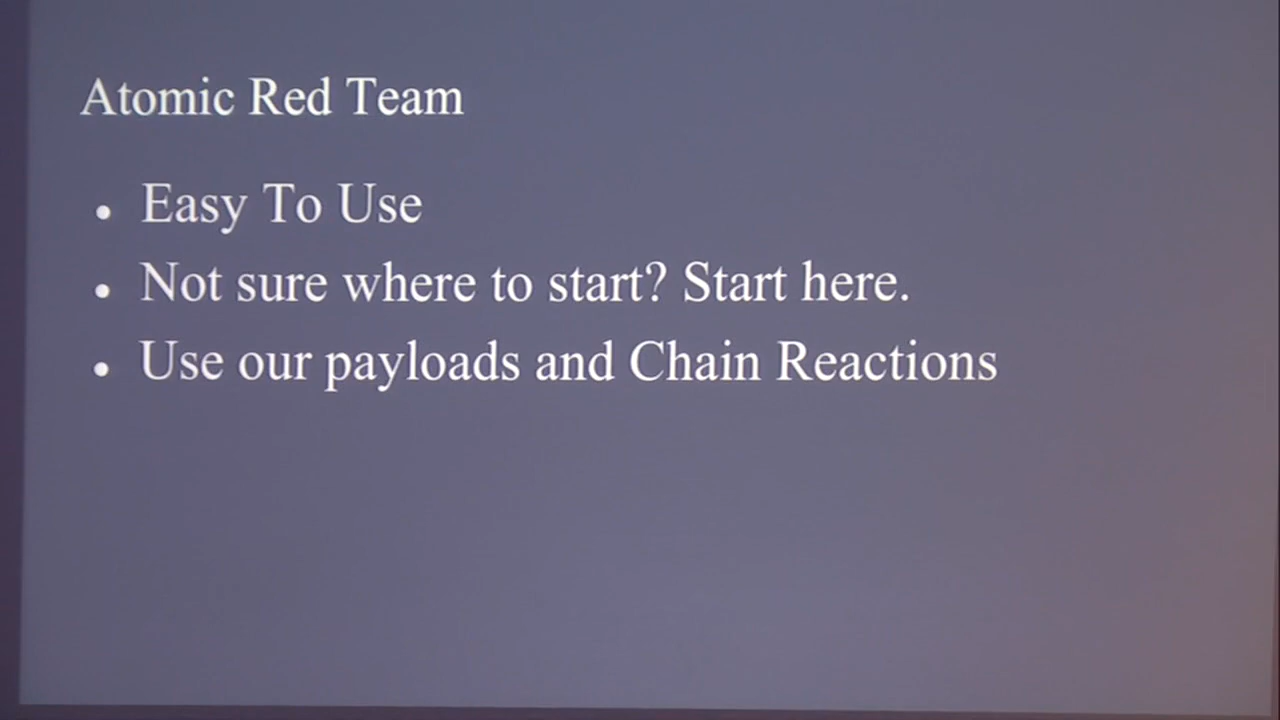 Atomic Red Team
• Easy To Use
• Not sure where to start? Start here.
• Use our payloads and Chain Reactions